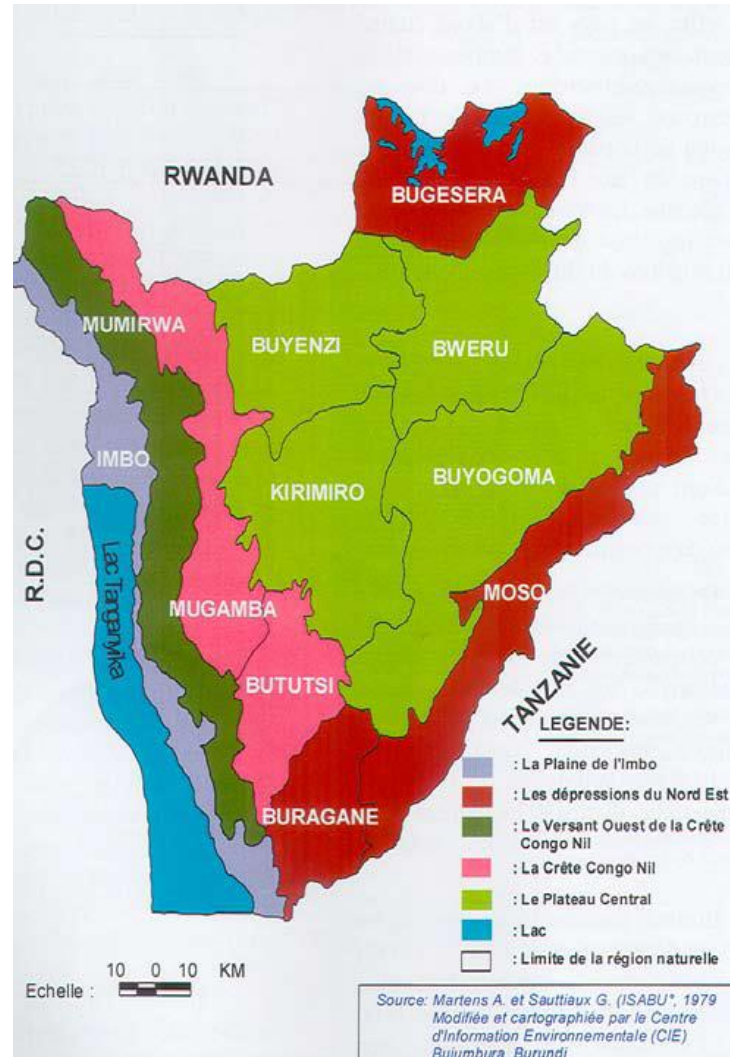 RWANDA
BUGESERA
MUMIRWA
BUYENZI
BWERU
IMBO
KIRIMIRO
BUYOGOMA
R.D.C.
Lac Tanganyika
MOSO
MUGAMBA
BUTUTSI
TANZANIE
BURAGANE
LEGENDE:
: La Plaine de l'Imbo
: Les dépressions du Nord Est
: Le Versant Ouest de la Crête
Congo Nil
: La Crête Congo Nil
: Le Plateau Central
: Lac
: Limite de la région naturelle
10 0 10 KM
Echelle :
Source: Martens A. et Sauttiaux G. (ISABU*, 1979
Modifiée et cartographiée par le Centre
d'Information Environnementale (CIE)
Bujumbura, Burundi